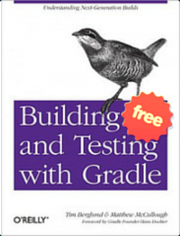 Understanding Next-Generation Builds
Building
free
and Testing
with Gradle
O'REILLY®
Tim Berglund & Matthew McCullough
Foreword by Gradle Founder Hans Dockter